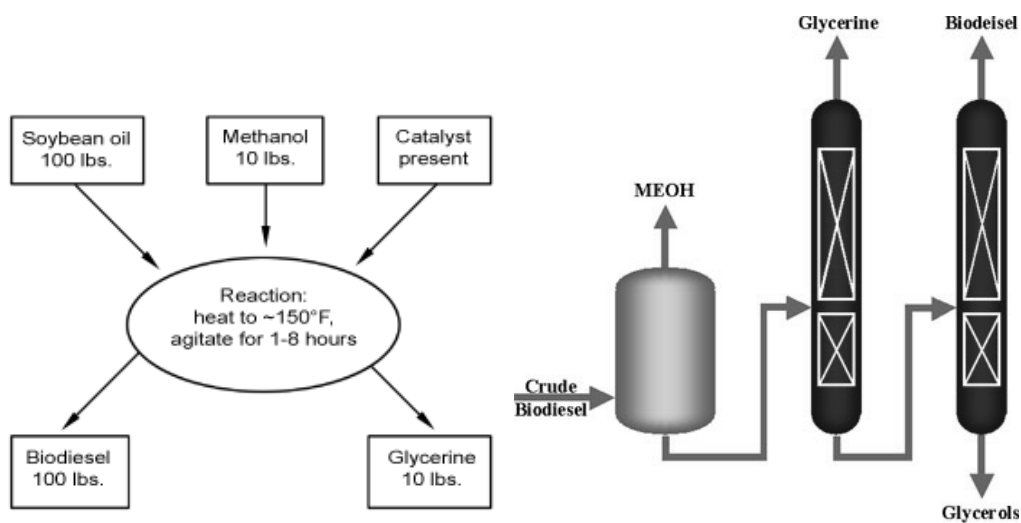 Soybean oil
100 lbs.
Methanol
10 lbs.
Catalyst
present
Reaction:
heat to ~150°F,
agitate for 1-8 hours
Biodiesel
100 lbs.
Glycerine
10 lbs.
Glycerine
Biodeisel
MEOH
Crude
Biodiesel
Glycerols